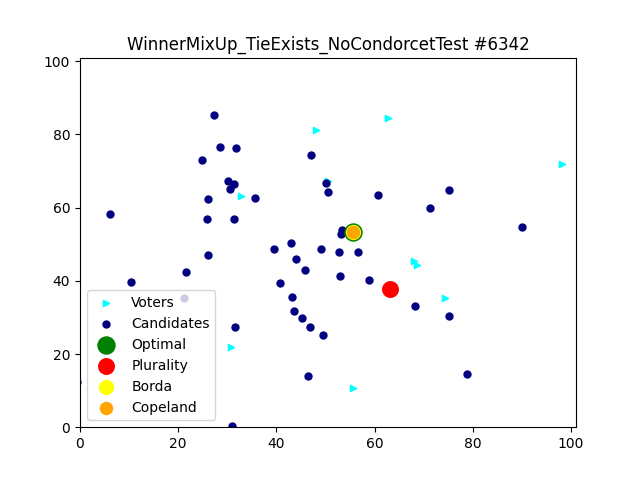 WinnerMixUp_TieExists_NoCondorcetTest #6342
100
80
60
40
20
0
Voters
Candidates
Optimal
Plurality
Borda
Copeland
0 20 40 60 80 100